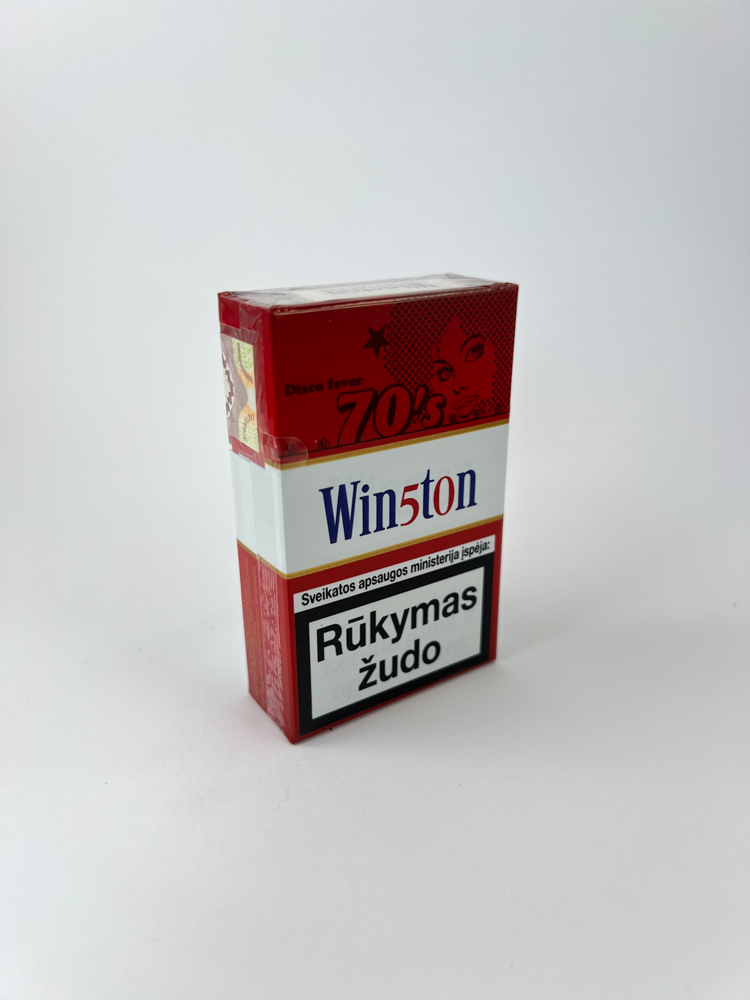 Disco fever
70's
Win5ton
Sveikatos apsaugos ministerija įspėja:
Rūkymas
žudo